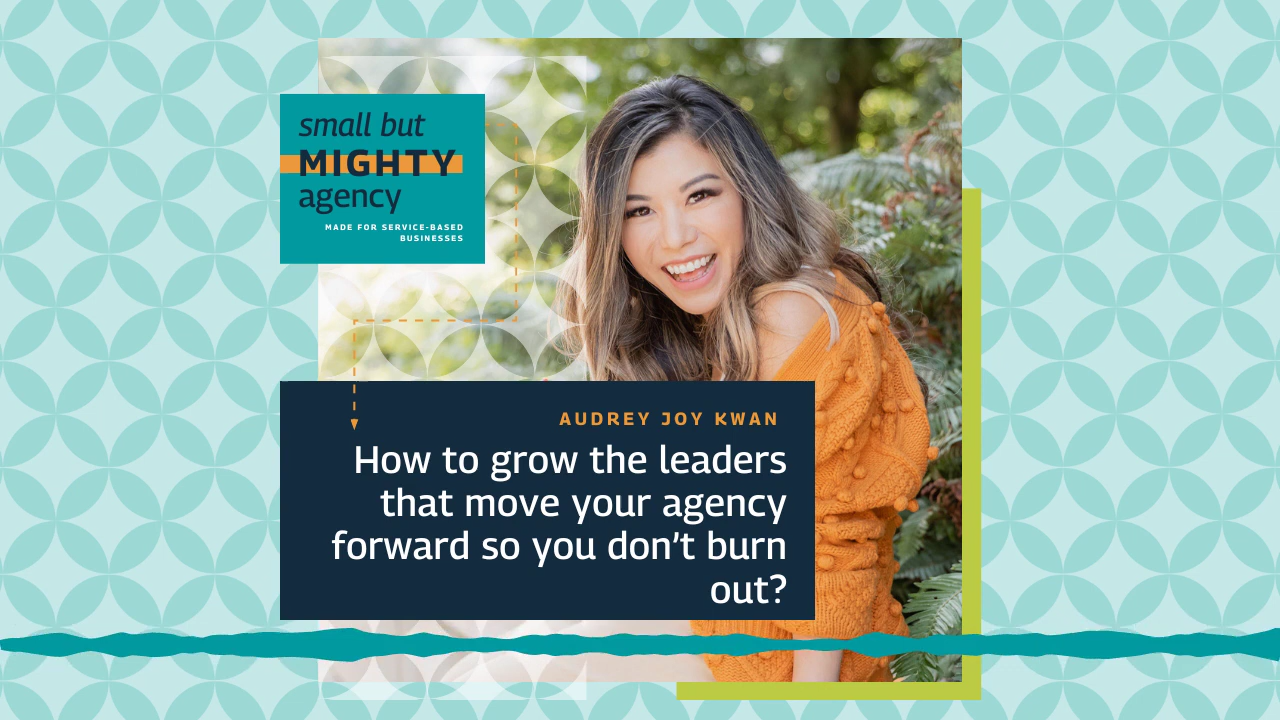 small but
MIGHTY
agency
MADE FOR SERVICE-BASED
BUSINESSES
AUDREY JOY KWAN
How to grow the leaders
that move your agency
forward so you don't burn
out?